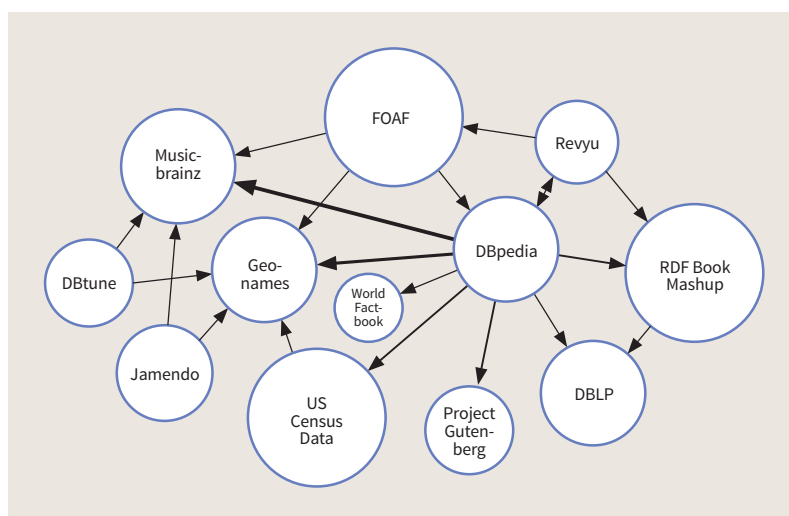 FOAF
Revyu
Music-
brainz
DBpedia
RDF Book
Mashup
Geo-
names
DBtune
World
Fact-
book
Jamendo
US
Census
Data
Project
Guten-
berg
DBLP